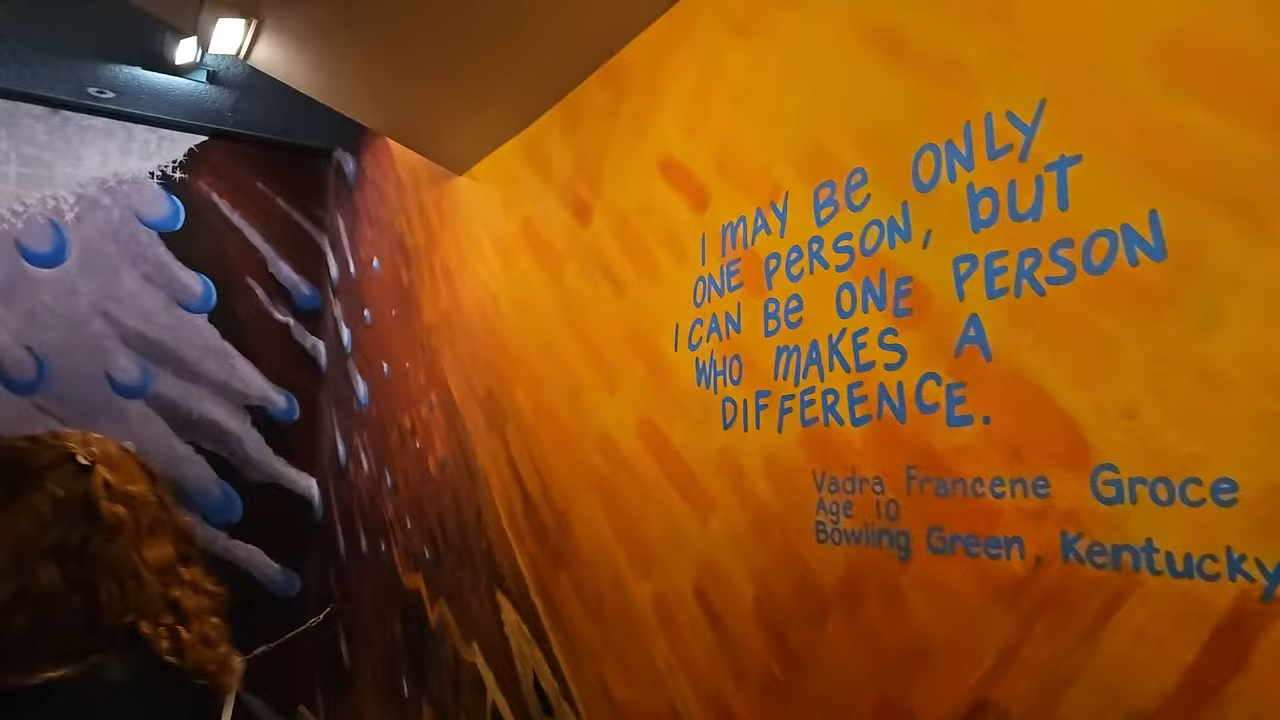 I MAY BE ONLY
ONE PERSON, but
I CAN Be ONE PERSON
WHO MAKES A
DIFFERENCE.
Vadra Francene Groce
Age 10
Bowling Green, Kentucky